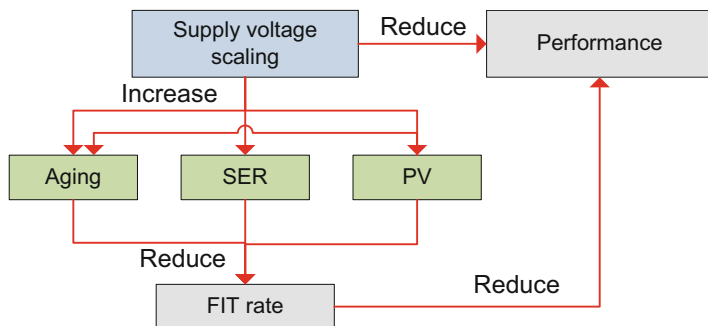 Supply voltage
scaling
Reduce
Performance
Increase
Aging
SER
PV
Reduce
Reduce
FIT rate